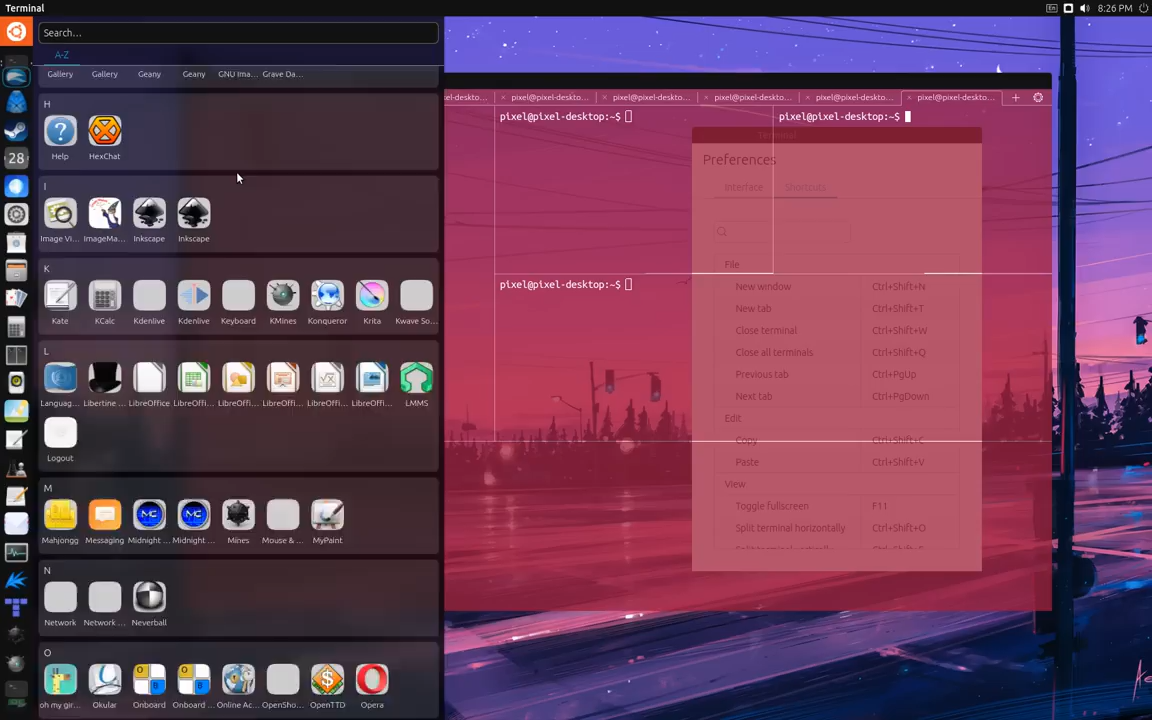 Terminal
En
8:26 PM
Search...
A-Z
Gallery Gallery Geany Geany GNU Ima... Grave Da...
H
Help HexChat
I
Image Vi... ImageMa... Inkscape Inkscape
K
Kate KCalc Kdenlive Kdenlive Keyboard KMines Konqueror Krita Kwave So...
L
Languag... Libertine ... LibreOffice LibreOffi... LibreOffi... LibreOffi... LibreOffi... LibreOffi... LMMS
Logout
M
Mahjongg Messaging Midnight ... Midnight ... Mines Mouse &... MyPaint
N
Network Network ... Neverball
O
oh my gir... Okular Onboard Onboard ... Online Ac... OpenSho... OpenTTD Opera
28
el-deskto... pixel@pixel-deskto... pixel@pixel-deskto... pixel@pixel-deskto... pixel@pixel-deskto... pixel@pixel-deskto...
pixel@pixel-desktop:~$
pixel@pixel-desktop:~$
pixel@pixel-desktop:~$
Terminal
Preferences
Interface Shortcuts
File
New window Ctrl+Shift+N
New tab Ctrl+Shift+T
Close terminal Ctrl+Shift+W
Close all terminals Ctrl+Shift+Q
Previous tab Ctrl+PgUp
Next tab Ctrl+PgDown
Edit
Copy Ctrl+Shift+C
Paste Ctrl+Shift+V
View
Toggle fullscreen F11
Split terminal horizontally Ctrl+Shift+O